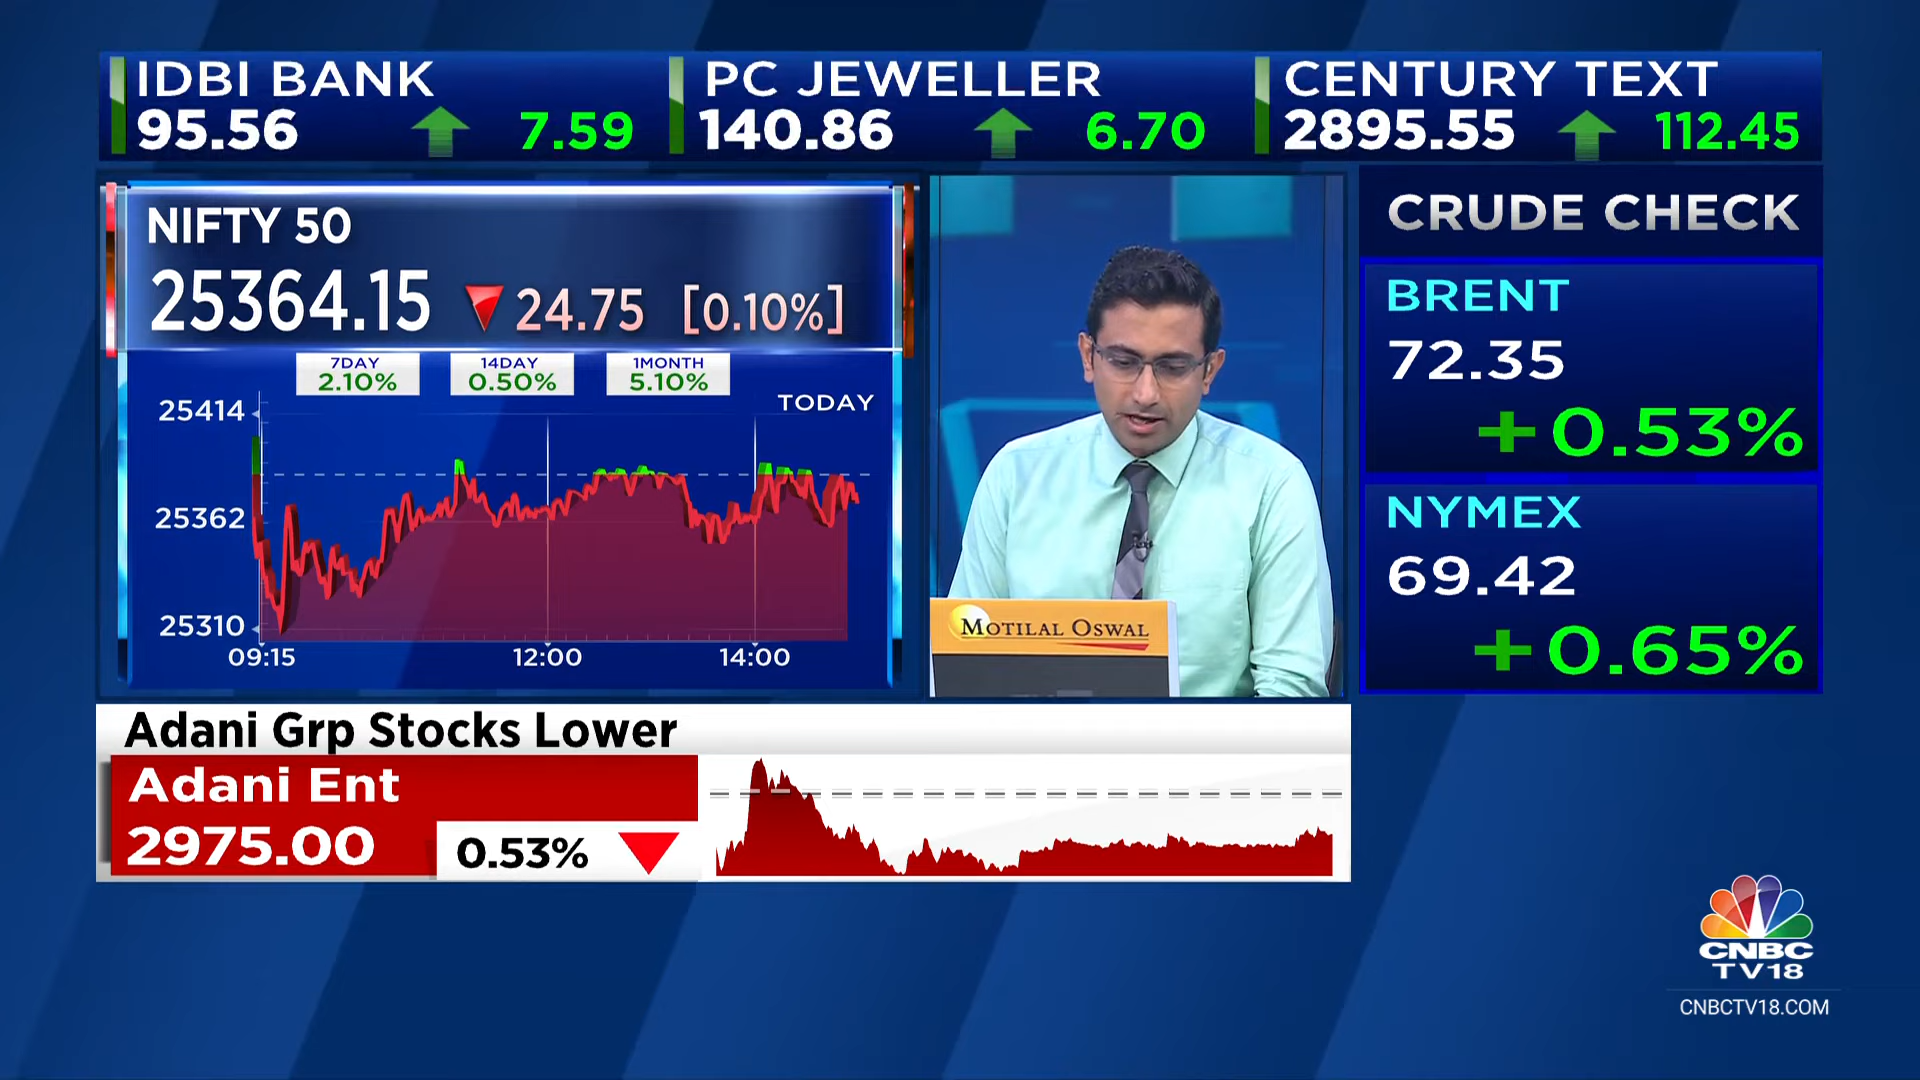 IDBI BANK
95.56 7.59
PC JEWELLER
140.86 6.70
CENTURY TEXT
2895.55 112.45
NIFTY 50
25364.15 24.75 [0.10%]
7DAY
2.10%
14DAY
0.50%
1MONTH
5.10%
TODAY
25414
25362
25310
09:15 12:00 14:00
MOTILAL OSWAL
CRUDE CHECK
BRENT
72.35
+0.53%
NYMEX
69.42
+0.65%
Adani Grp Stocks Lower
Adani Ent
2975.00 0.53%
CNBC
TV18
CNBCTV18.COM